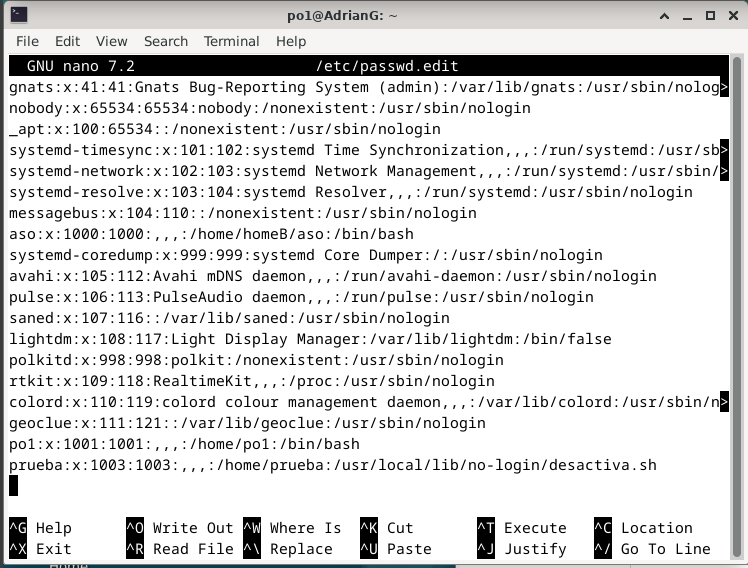 po1@AdrianG: ~
File Edit View Search Terminal Help
GNU nano 7.2 /etc/passwd.edit
gnats:x:41:41:Gnats Bug-Reporting System (admin):/var/lib/gnats:/usr/sbin/nolog>
nobody:x:65534:65534:nobody:/nonexistent:/usr/sbin/nologin
_apt:x:100:65534::/nonexistent:/usr/sbin/nologin
systemd-timesync:x:101:102:systemd Time Synchronization,,,:/run/systemd:/usr/sb>
systemd-network:x:102:103:systemd Network Management,,,:/run/systemd:/usr/sbin/>
systemd-resolve:x:103:104:systemd Resolver,,,:/run/systemd:/usr/sbin/nologin
messagebus:x:104:110::/nonexistent:/usr/sbin/nologin
aso:x:1000:1000:,,,:/home/homeB/aso:/bin/bash
systemd-coredump:x:999:999:systemd Core Dumper:/:/usr/sbin/nologin
avahi:x:105:112:Avahi mDNS daemon,,,:/run/avahi-daemon:/usr/sbin/nologin
pulse:x:106:113:PulseAudio daemon,,,:/run/pulse:/usr/sbin/nologin
saned:x:107:116::/var/lib/saned:/usr/sbin/nologin
lightdm:x:108:117:Light Display Manager:/var/lib/lightdm:/bin/false
polkitd:x:998:998:polkit:/nonexistent:/usr/sbin/nologin
rtkit:x:109:118:RealtimeKit,,,:/proc:/usr/sbin/nologin
colord:x:110:119:colord colour management daemon,,,:/var/lib/colord:/usr/sbin/n>
geoclue:x:111:121::/var/lib/geoclue:/usr/sbin/nologin
po1:x:1001:1001:,,,:/home/po1:/bin/bash
prueba:x:1003:1003:,,,:/home/prueba:/usr/local/lib/no-login/desactiva.sh
^G Help ^O Write Out ^W Where Is ^K Cut ^T Execute ^C Location
^X Exit ^R Read File ^\ Replace ^U Paste ^J Justify ^/ Go To Line
Home